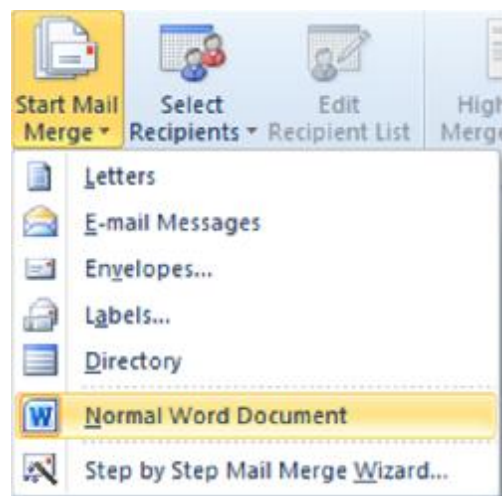 Start Mail Select Edit
Merge Recipients Recipient List
Letters
E-mail Messages
Envelopes...
Labels...
Directory
W Normal Word Document
Step by Step Mail Merge Wizard...